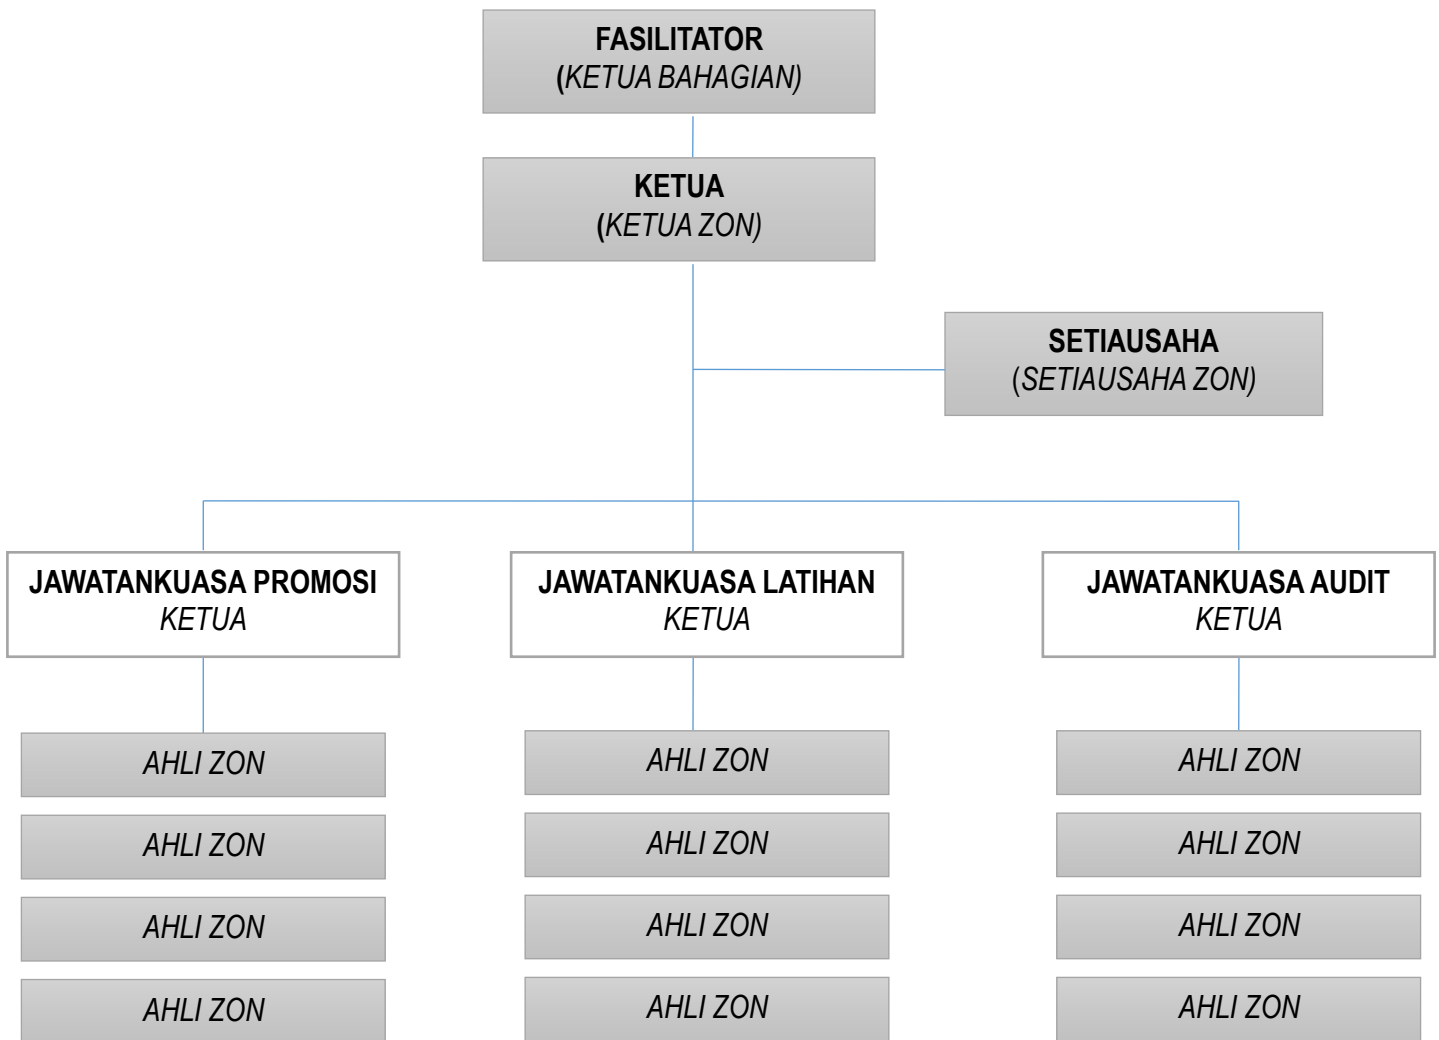 FASILITATOR
(KETUA BAHAGIAN)
KETUA
(KETUA ZON)
SETIAUSAHA
(SETIAUSAHA ZON)
JAWATANKUASA PROMOSI
KETUA
JAWATANKUASA LATIHAN
KETUA
JAWATANKUASA AUDIT
KETUA
AHLI ZON
AHLI ZON
AHLI ZON
AHLI ZON
AHLI ZON
AHLI ZON
AHLI ZON
AHLI ZON
AHLI ZON
AHLI ZON
AHLI ZON
AHLI ZON